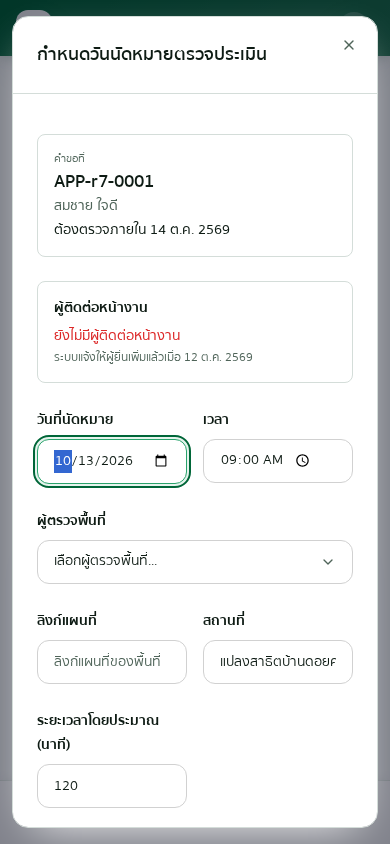 กำหนดวันนัดหมายตรวจประเมิน
คำขอที่
APP-r7-0001
สมชาย ใจดี
ต้องตรวจภายใน 14 ต.ค. 2569
ผู้ติดต่อหน้างาน
ยังไม่มีผู้ติดต่อหน้างาน
ระบบแจ้งให้ผู้ยื่นเพิ่มแล้วเมื่อ 12 ต.ค. 2569
วันที่นัดหมาย
เวลา
10/13/2026
09:00 AM
ผู้ตรวจพื้นที่
เลือกผู้ตรวจพื้นที่...
ลิงก์แผนที่
สถานที่
ลิงก์แผนที่ของพื้นที่
แปลงสาธิตบ้านดอย
ระยะเวลาโดยประมาณ
(นาที)
120